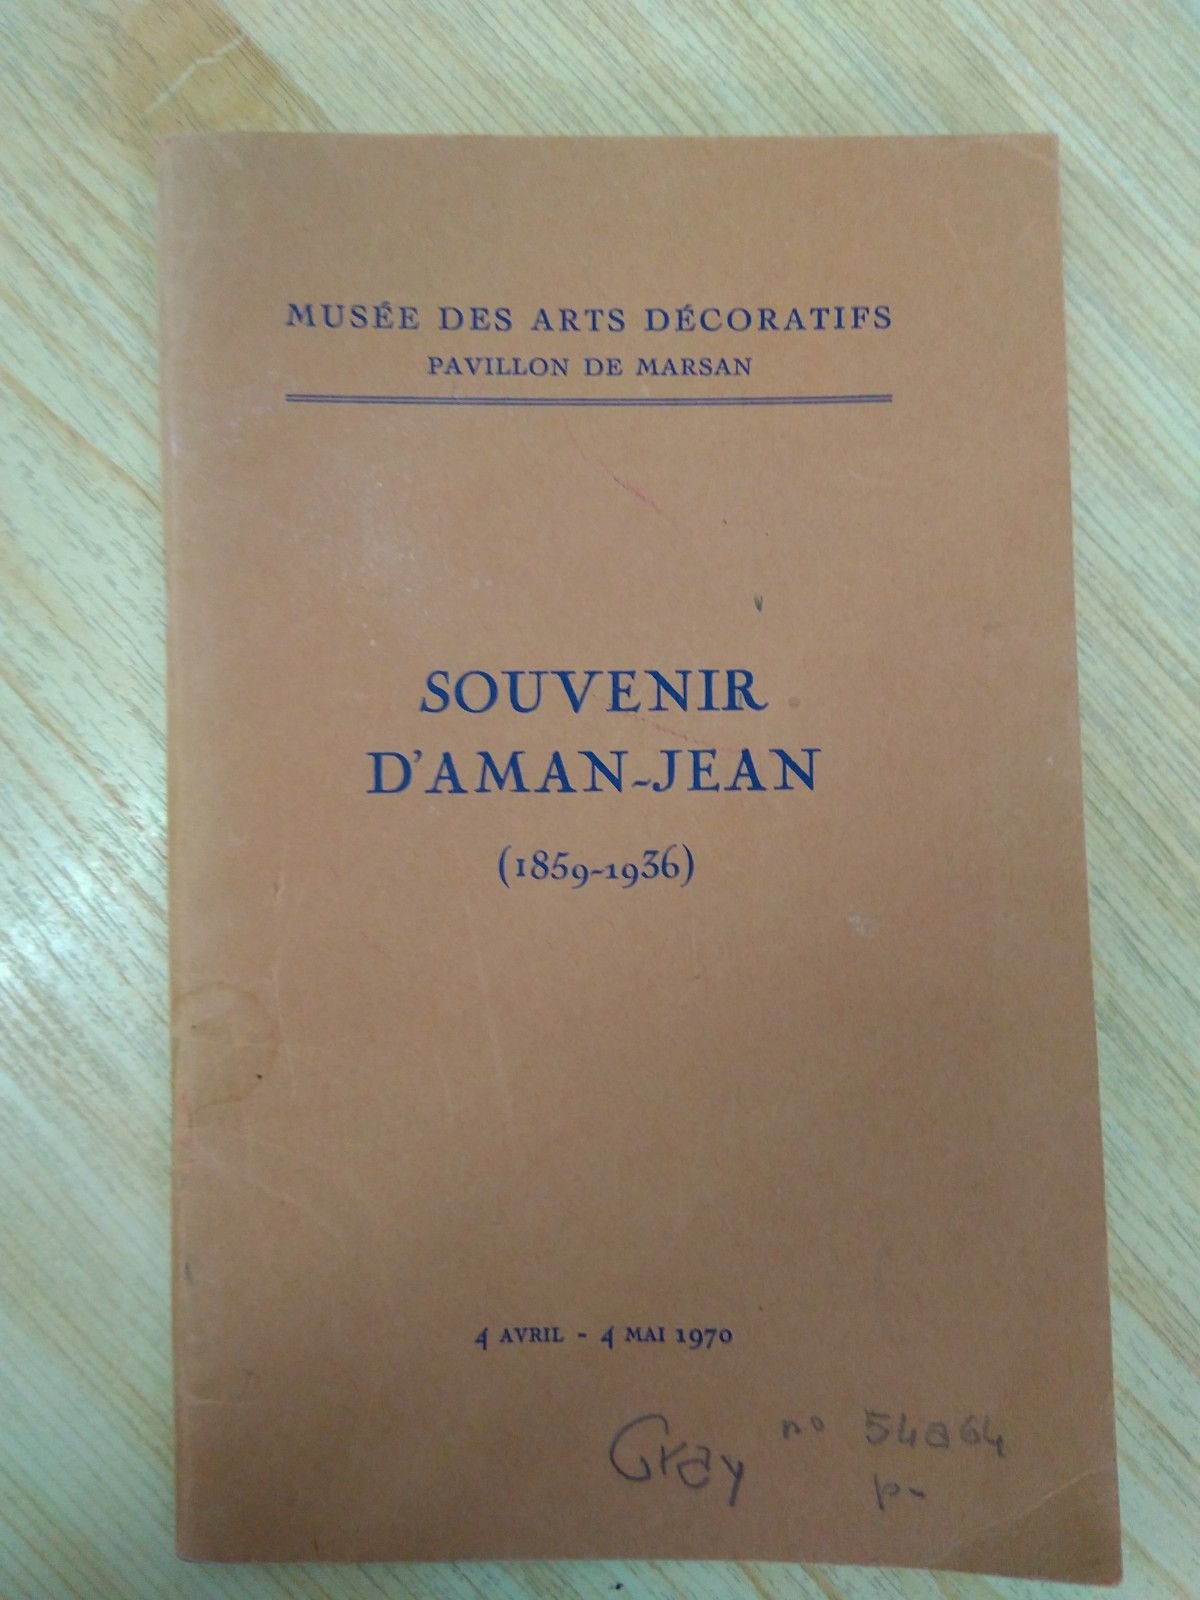 MUSÉE DES ARTS DÉCORATIFS
PAVILLON DE MARSAN
SOUVENIR
D'AMAN-JEAN
(1859-1936)
4 AVRIL - 4 MAI 1970
Gray no 54a64
p-